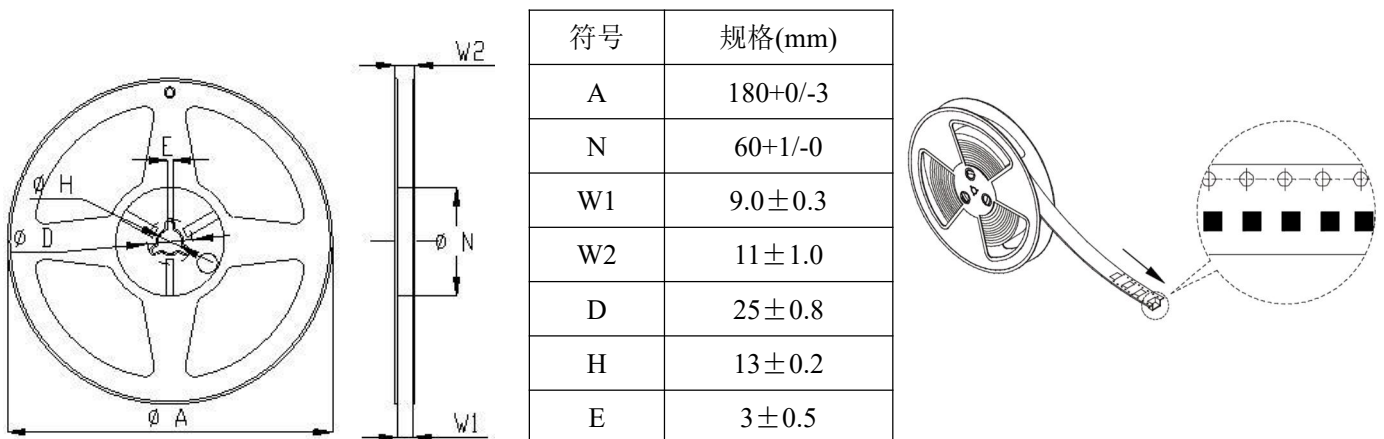 W2
E
ϕ H
ϕ D
ϕ N
ϕ A
W1
符号 规格(mm)
A 180+0/-3
N 60+1/-0
W1 9.0±0.3
W2 11±1.0
D 25±0.8
H 13±0.2
E 3±0.5